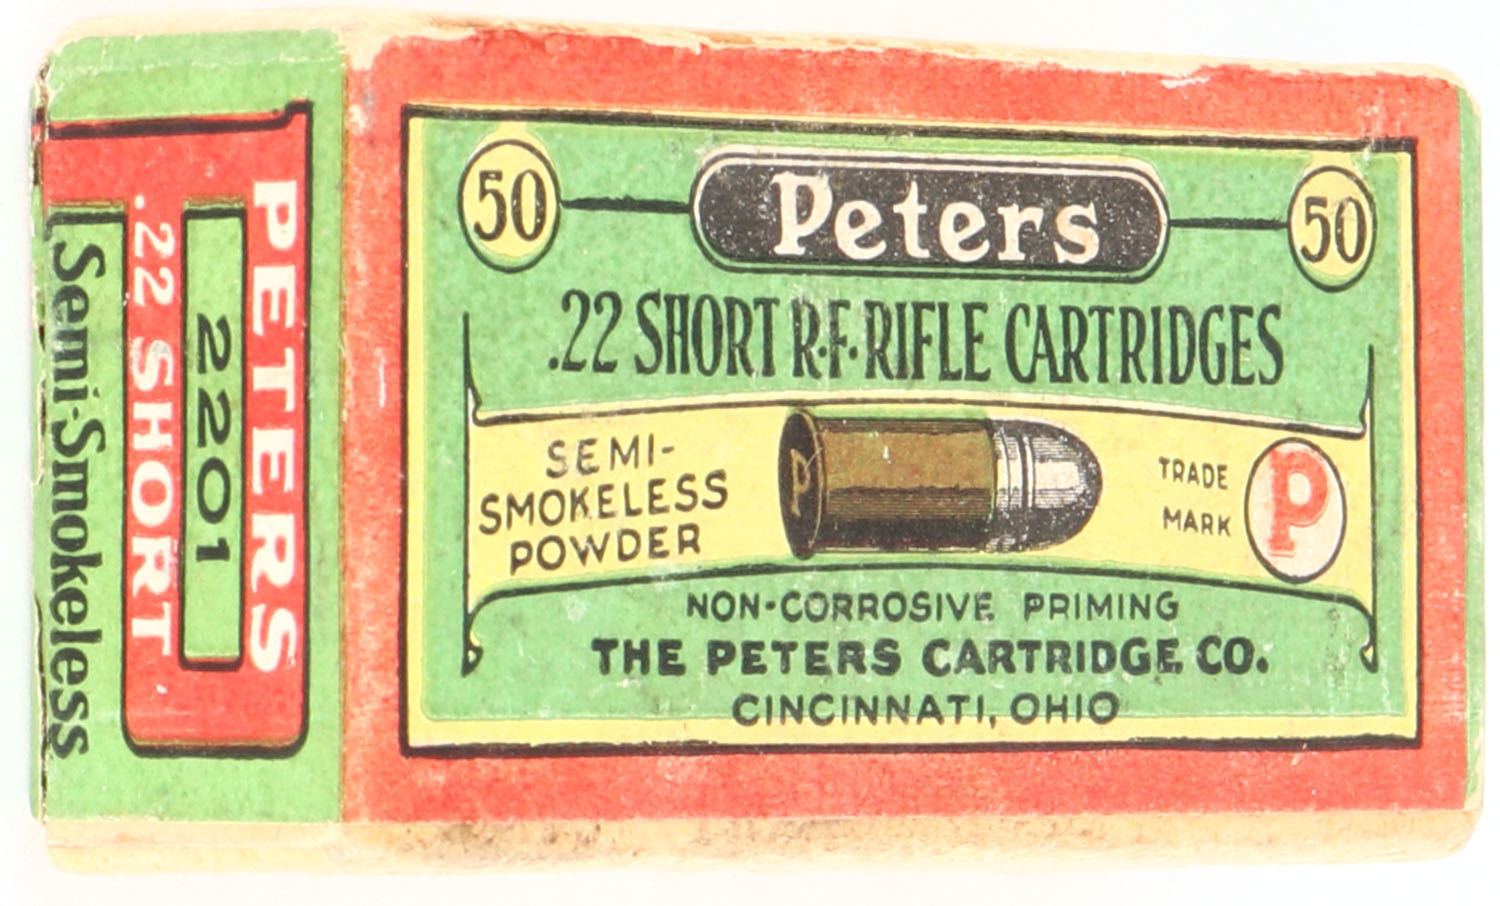 50 Peters 50
.22 SHORT R·F· RIFLE CARTRIDGES
SEMI-
SMOKELESS
POWDER
P
TRADE
MARK
P
NON-CORROSIVE PRIMING
THE PETERS CARTRIDGE CO.
CINCINNATI, OHIO
PETERS
2201
.22 SHORT
Semi-Smokeless